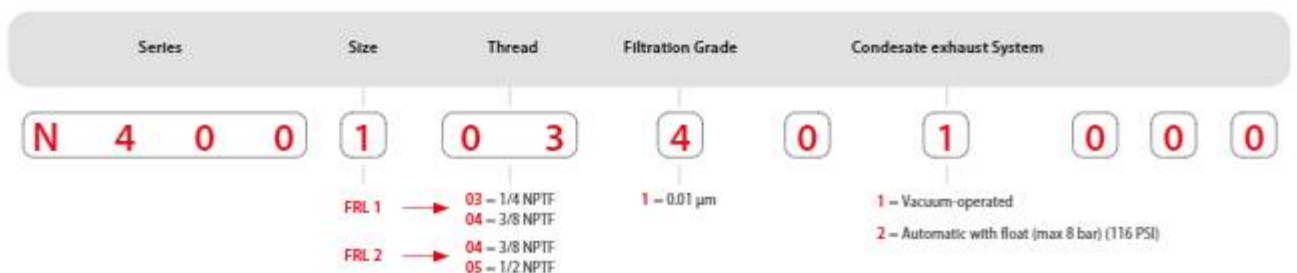 Series Size Thread Filtration Grade Condesate exhaust System
N 4 0 0 1 0 3 4 0 1 0 0 0
FRL 1 03 = 1/4 NPTF
04 = 3/8 NPTF
FRL 2 04 = 3/8 NPTF
05 = 1/2 NPTF
1 = 0.01 µm
1 = Vacuum-operated
2 = Automatic with float (max 8 bar) (116 PSI)